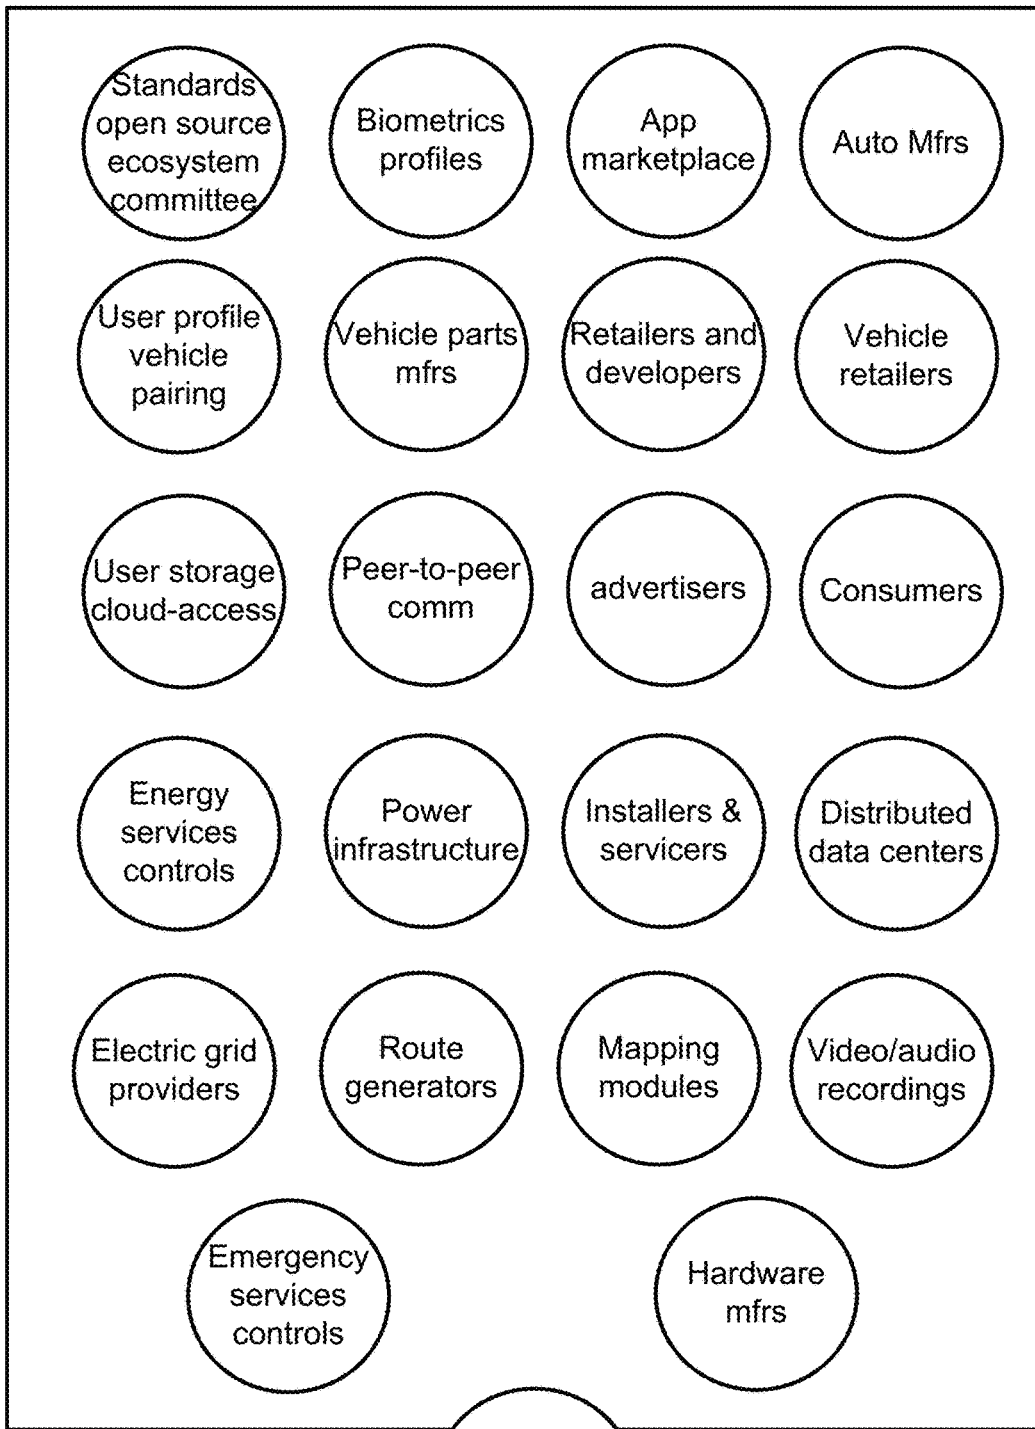 Standards
open source
ecosystem
committee
Biometrics
profiles
App
marketplace
Auto Mfrs
User profile
vehicle
pairing
Vehicle parts
mfrs
Retailers and
developers
Vehicle
retailers
User storage
cloud-access
Peer-to-peer
comm
advertisers
Consumers
Energy
services
controls
Power
infrastructure
Installers &
servicers
Distributed
data centers
Electric grid
providers
Route
generators
Mapping
modules
Video/audio
recordings
Emergency
services
controls
Hardware
mfrs